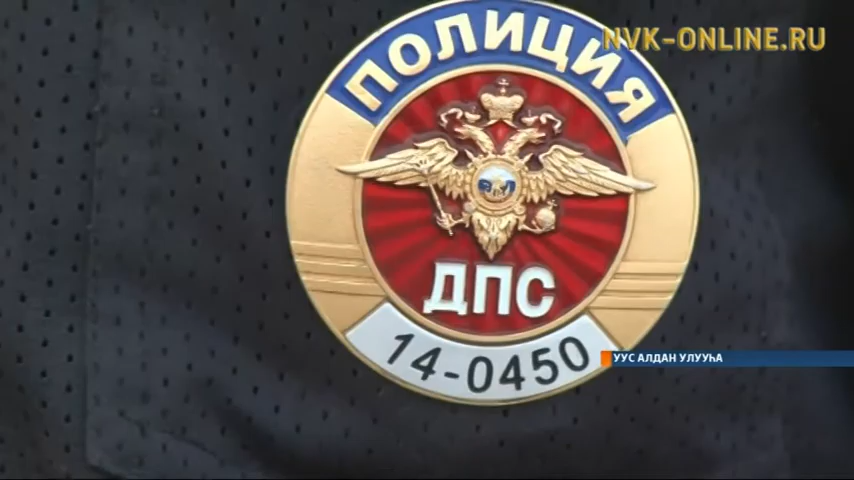 NVK-ONLINE.RU
ПОЛИЦИЯ
ДПС
14-0450
УУС АЛДАН УЛУУҺА